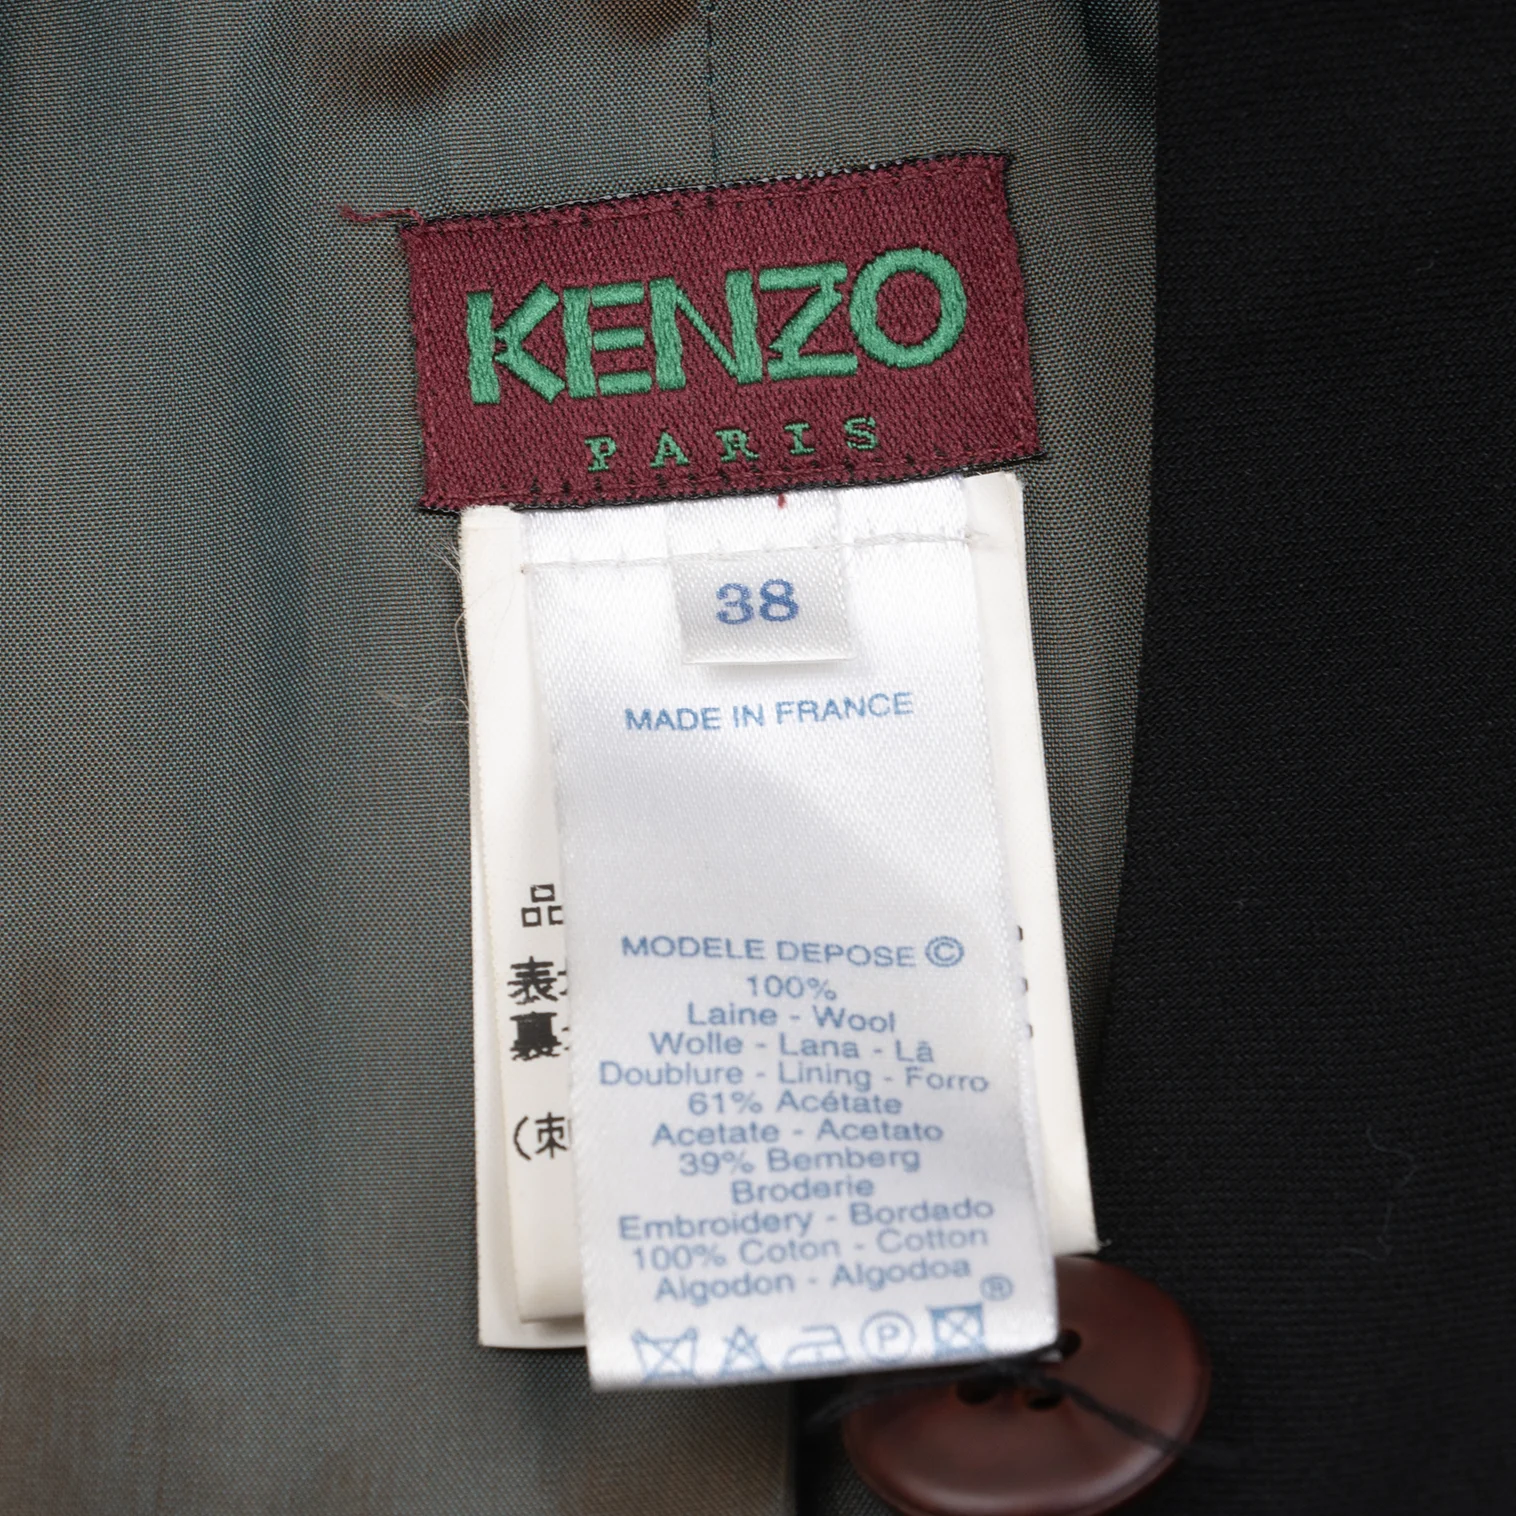 KENZO
PARIS
38
MADE IN FRANCE
MODELE DEPOSE ©
100%
Laine - Wool
Wolle - Lana - Lã
Doublure - Lining - Forro
61% Acétate
Acetate - Acetato
39% Bemberg
Broderie
Embroidery - Bordado
100% Coton - Cotton
Algodon - Algodoa
®
P
品
表
裏
(刺